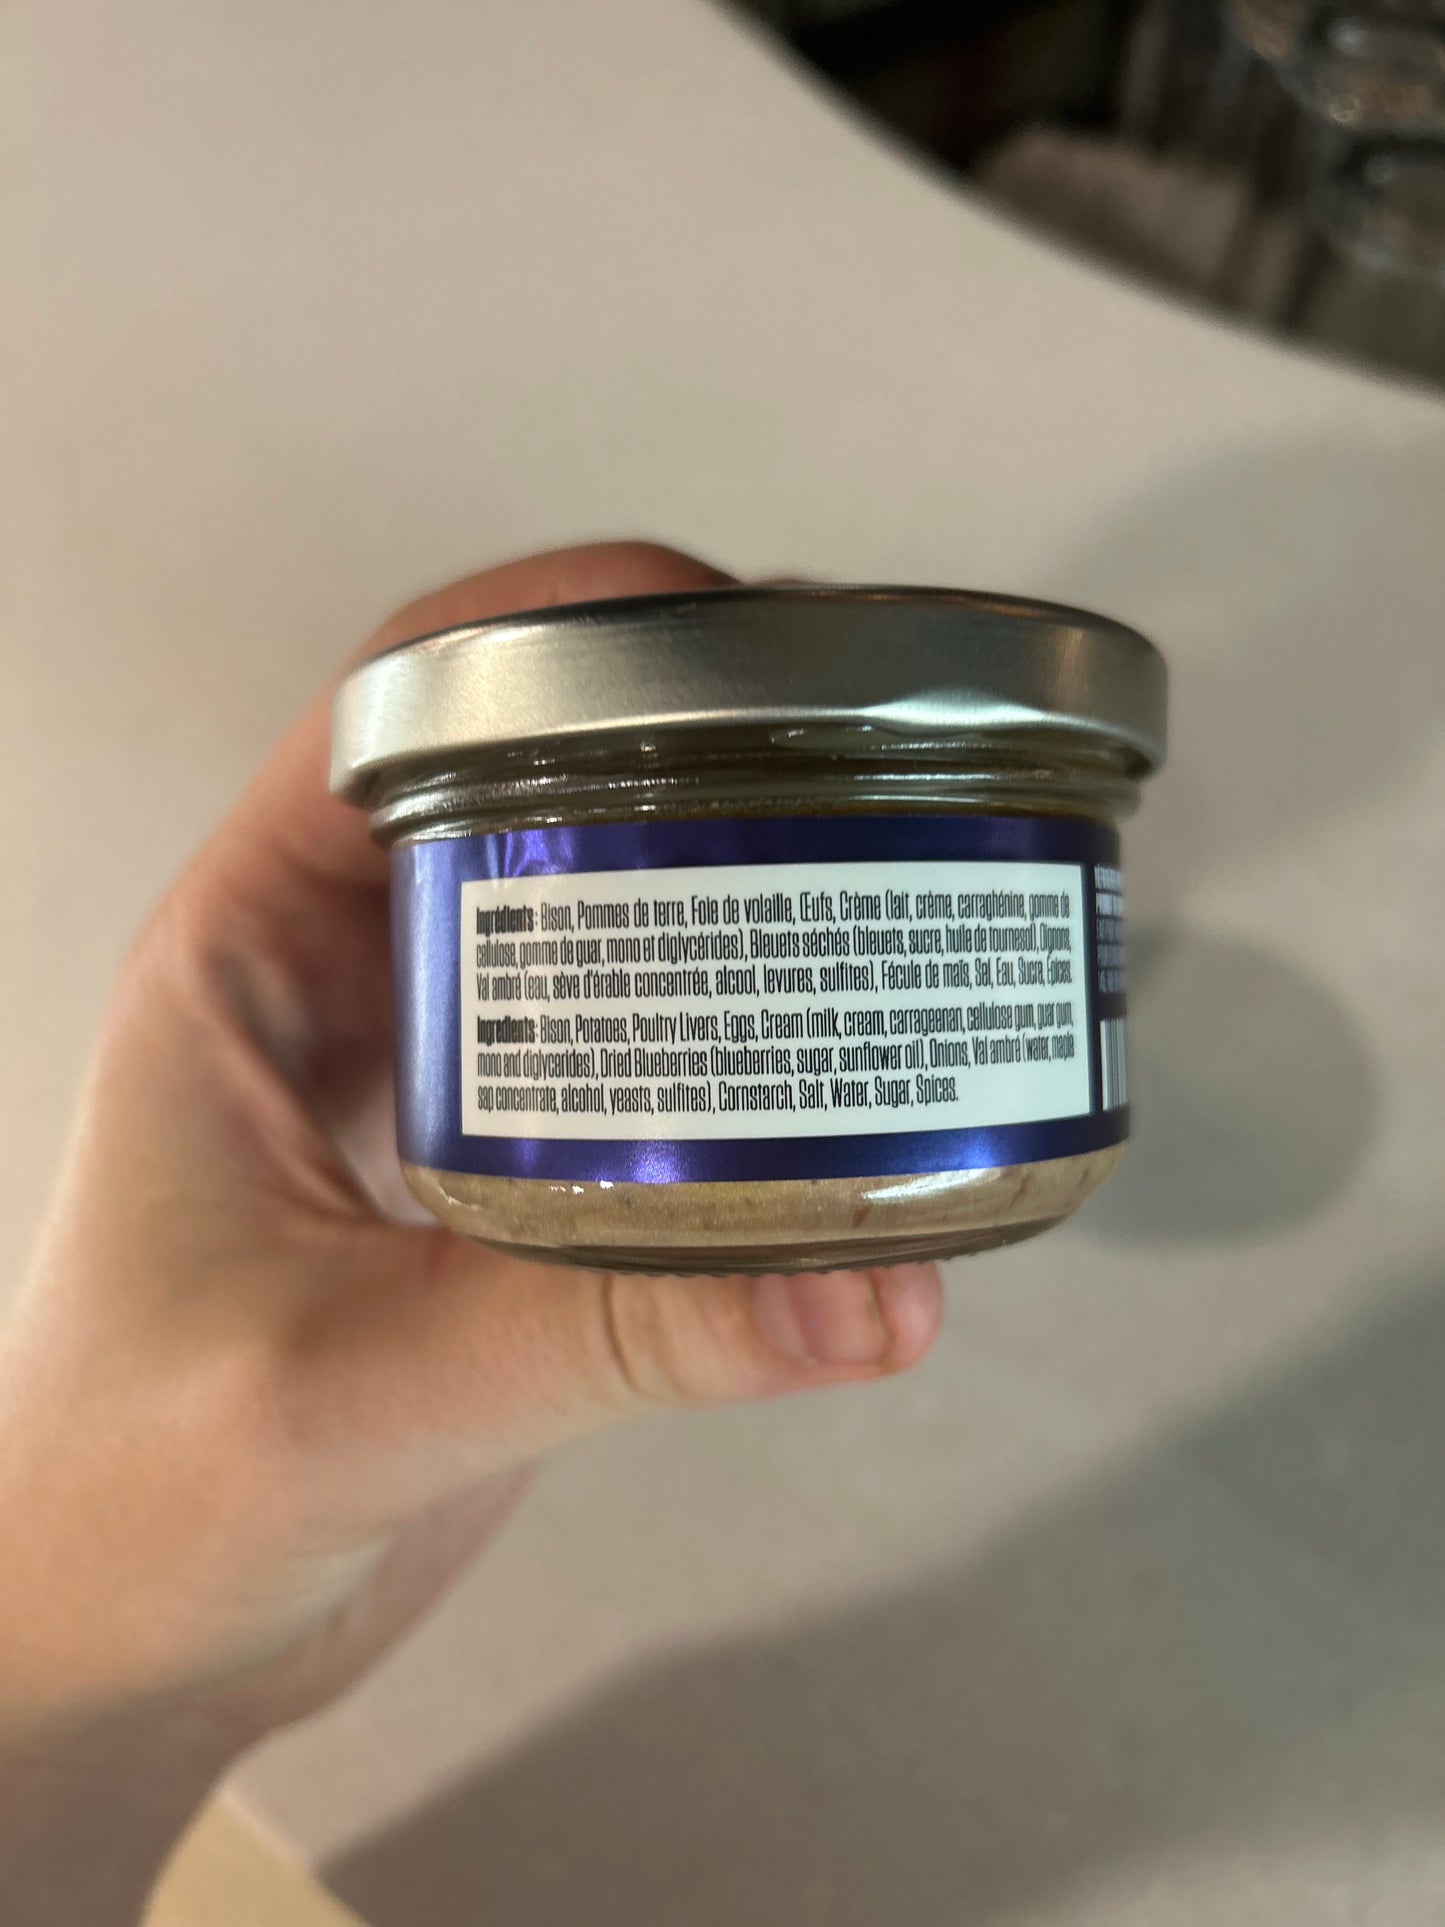 Ingrédients: Bison, Pommes de terre, Foie de volaille, Œufs, Crème (lait, crème, carraghénine, gomme de
cellulose, gomme de guar, mono et diglycérides), Bleuets séchés (bleuets, sucre, huile de tournesol), Oignons,
Val ambré (eau, sève d'érable concentrée, alcool, levures, sulfites), Fécule de maïs, Sel, Eau, Sucre, Épices.
Ingredients: Bison, Potatoes, Poultry Livers, Eggs, Cream (milk, cream, carrageenan, cellulose gum, guar gum,
mono and diglycerides), Dried Blueberries (blueberries, sugar, sunflower oil), Onions, Val ambré (water, maple
sap concentrate, alcohol, yeasts, sulfites), Cornstarch, Salt, Water, Sugar, Spices.